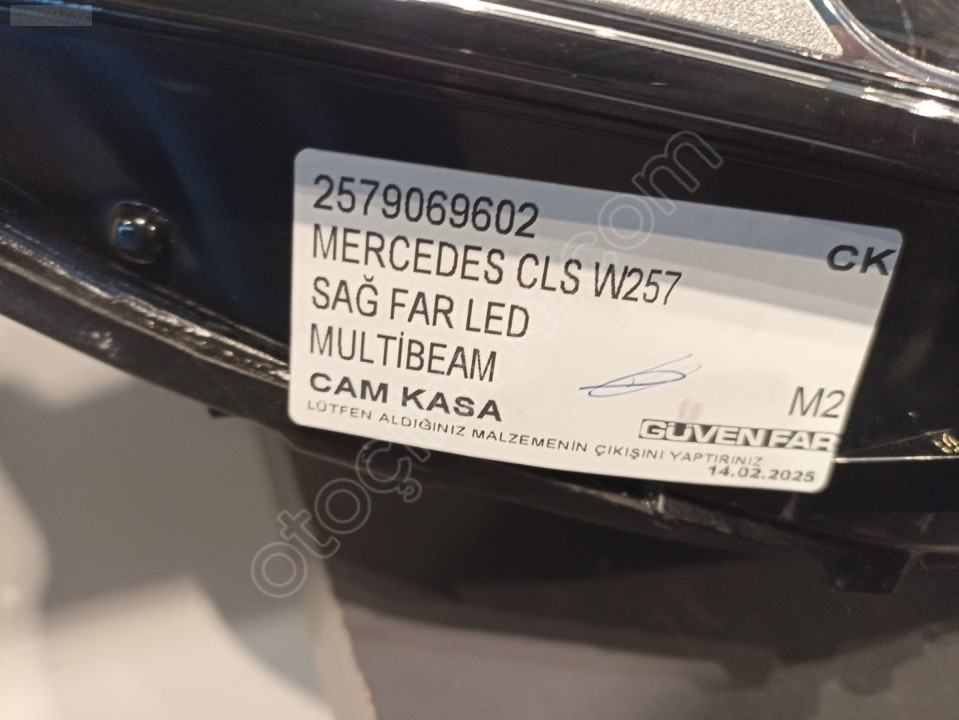 2579069602
CK
MERCEDES CLS W257
SAĞ FAR LED
MULTİBEAM
M2
CAM KASA
GÜVEN FAR
LÜTFEN ALDIĞINIZ MALZEMENİN ÇIKIŞINI YAPTIRINIZ
14.02.2025